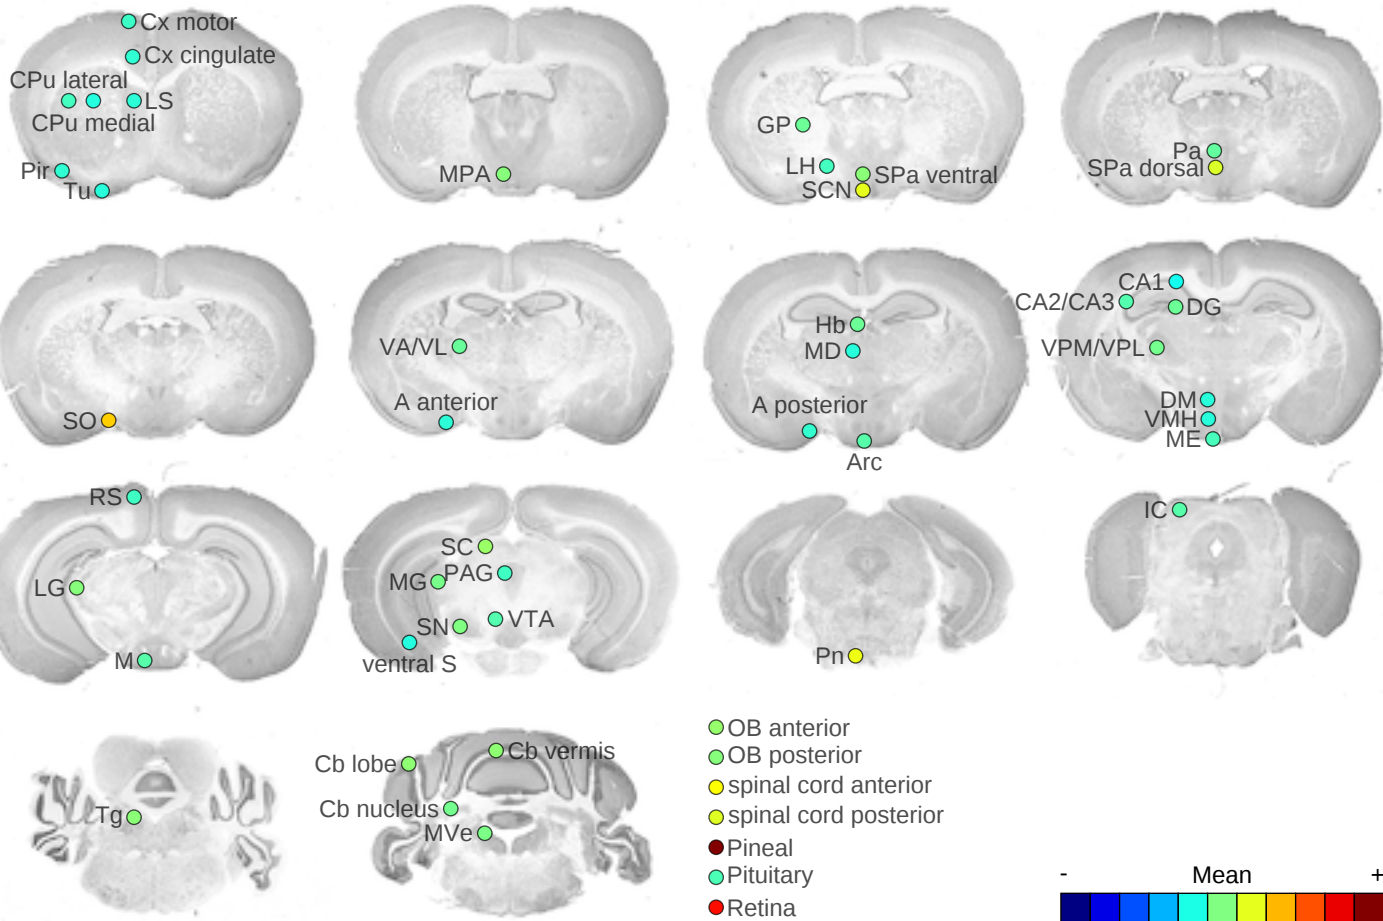 Cx motor
Cx cingulate
CPu lateral
LS
CPu medial
Pir
Tu
MPA
GP
LH
SPa ventral
SCN
Pa
SPa dorsal
SO
VA/VL
A anterior
Hb
MD
A posterior
Arc
CA1
CA2/CA3
DG
VPM/VPL
DM
VMH
ME
RS
LG
M
SC
MG
PAG
SN
VTA
ventral S
Pn
IC
Tg
Cb lobe
Cb vermis
Cb nucleus
MVe
OB anterior
OB posterior
spinal cord anterior
spinal cord posterior
Pineal
Pituitary
Retina
- Mean +